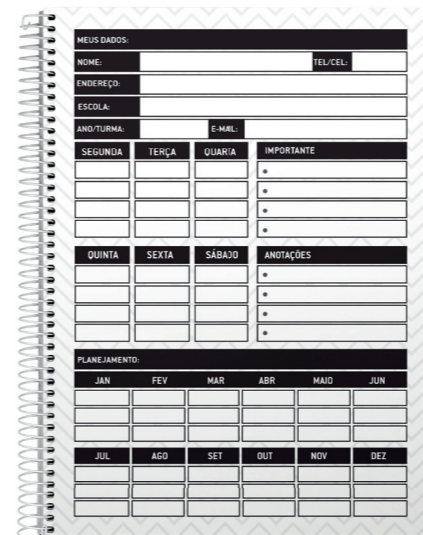 MEUS DADOS:
NOME: TEL/CEL:
ENDEREÇO:
ESCOLA:
ANO/TURMA: E-MAIL:
SEGUNDA TERÇA QUARTA IMPORTANTE
QUINTA SEXTA SÁBADO ANOTAÇÕES
PLANEJAMENTO:
JAN FEV MAR ABR MAIO JUN
JUL AGO SET OUT NOV DEZ